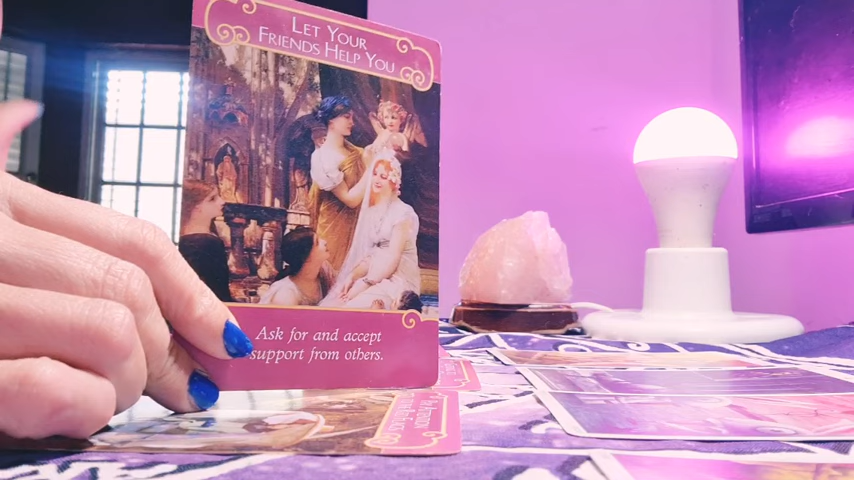 Let Your
Friends Help You
Ask for and accept
support from others.